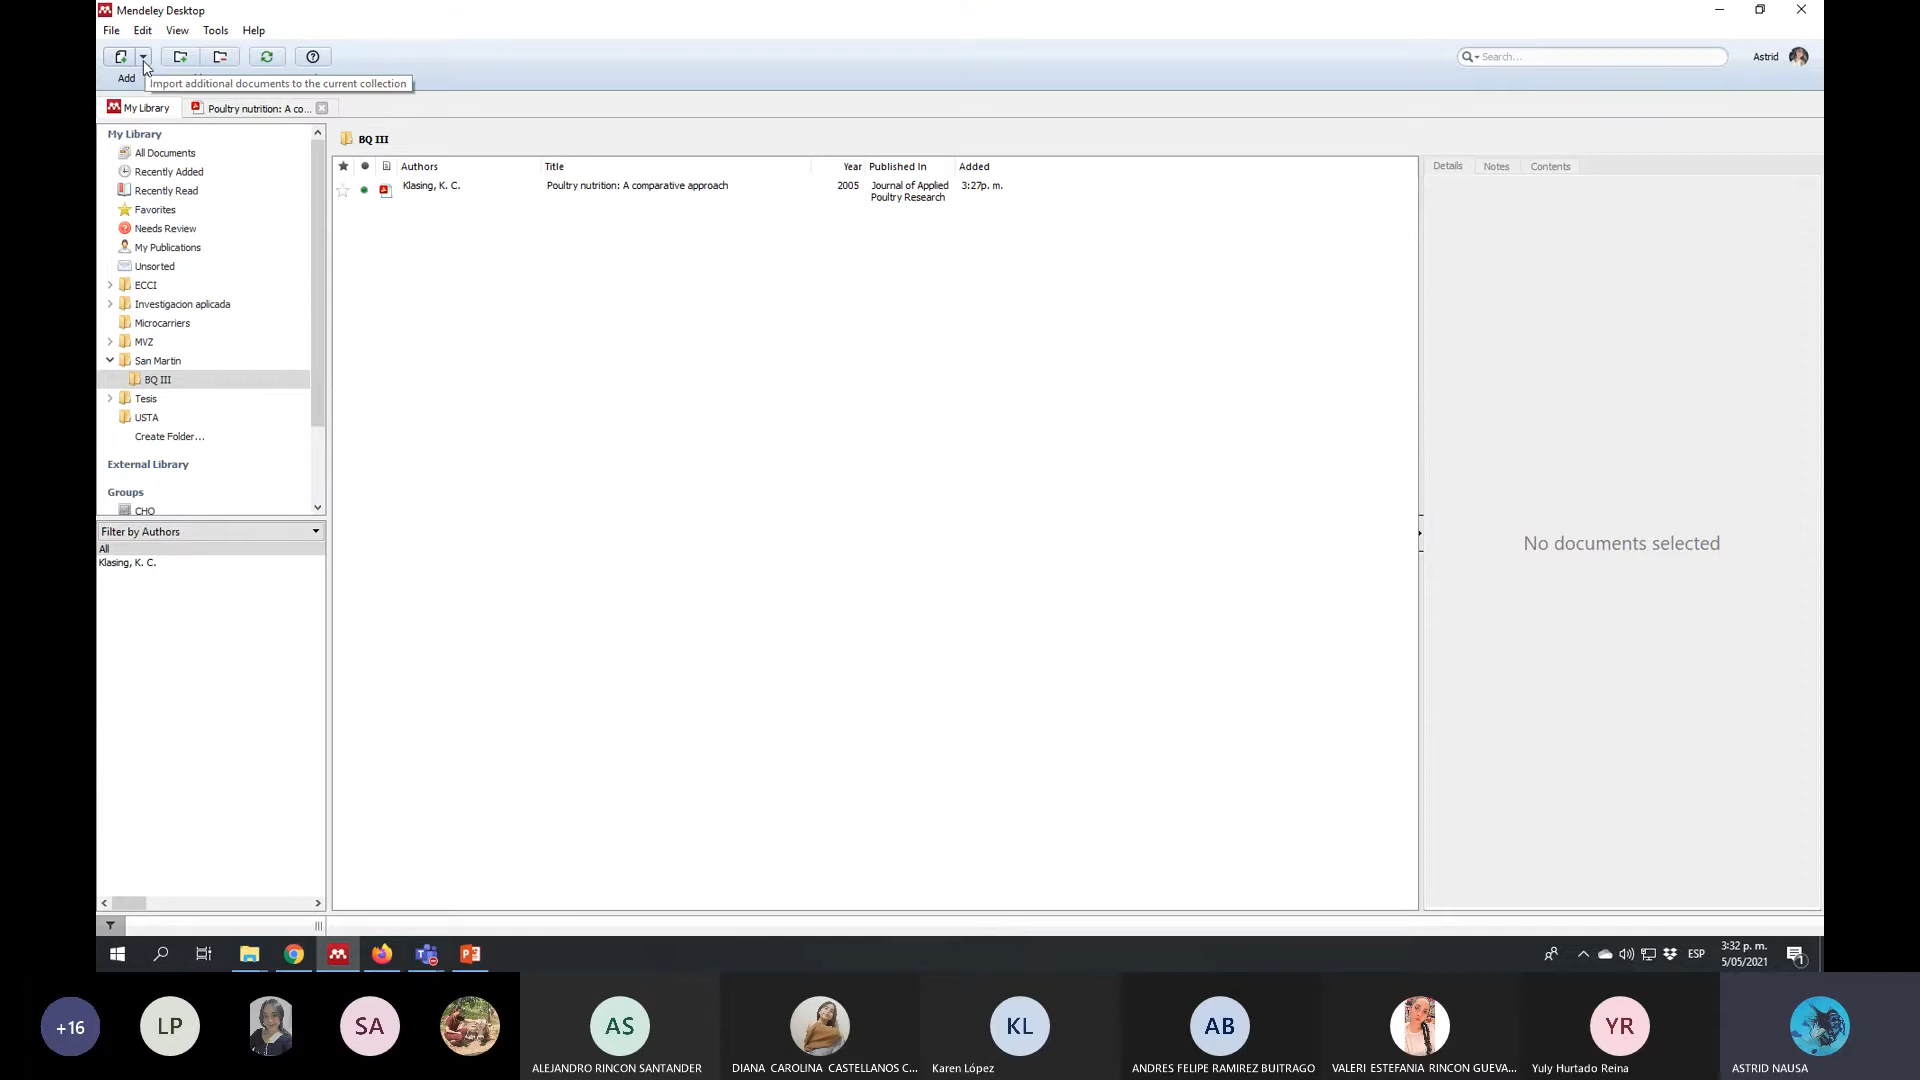 Mendeley Desktop
File Edit View Tools Help
Search...
Astrid
Add
Import additional documents to the current collection
My Library
Poultry nutrition: A co...
My Library
All Documents
Recently Added
Recently Read
Favorites
Needs Review
My Publications
Unsorted
ECCI
Investigacion aplicada
Microcarriers
MVZ
San Martin
BQ III
Tesis
USTA
Create Folder...
External Library
Groups
CHO
Filter by Authors
All
Klasing, K. C.
BQ III
Authors Title Year Published In Added
Klasing, K. C. Poultry nutrition: A comparative approach 2005 Journal of Applied 3:27p. m.
Poultry Research
Details Notes Contents
No documents selected
ESP
3:32 p. m.
5/05/2021
1
+16
LP
SA
AS
KL
AB
YR
ALEJANDRO RINCON SANTANDER
DIANA CAROLINA CASTELLANOS C...
Karen López
ANDRES FELIPE RAMIREZ BUITRAGO
VALERI ESTEFANIA RINCON GUEVA...
Yuly Hurtado Reina
ASTRID NAUSA